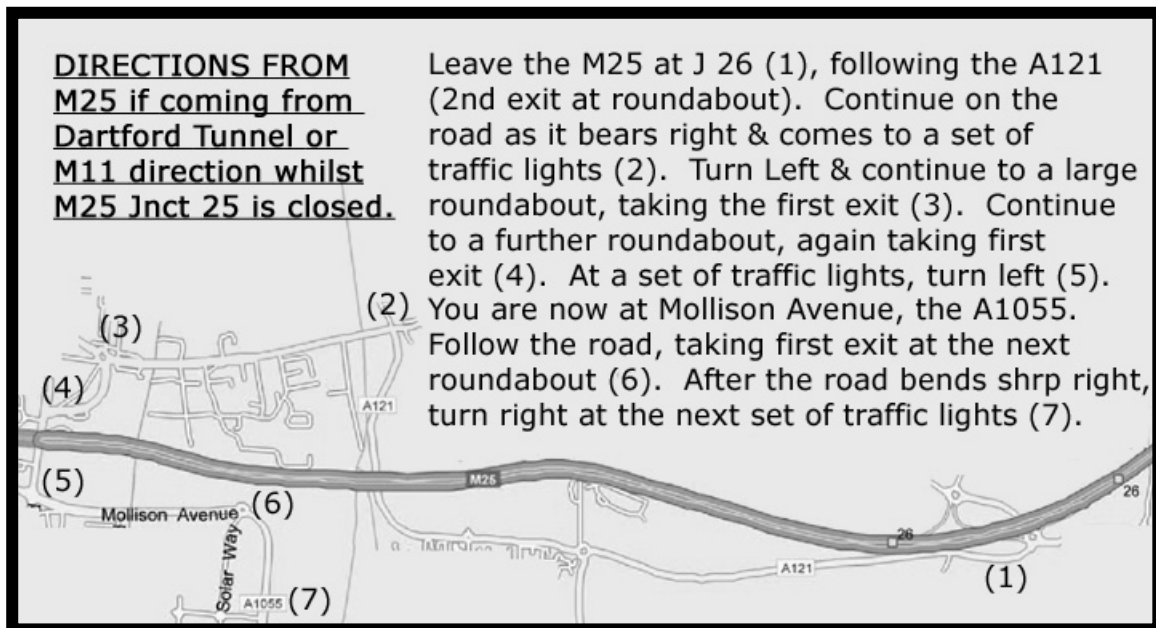 DIRECTIONS FROM
M25 if coming from
Dartford Tunnel or
M11 direction whilst
M25 Jnct 25 is closed.
Leave the M25 at J 26 (1), following the A121
(2nd exit at roundabout). Continue on the
road as it bears right & comes to a set of
traffic lights (2). Turn Left & continue to a large
roundabout, taking the first exit (3). Continue
to a further roundabout, again taking first
exit (4). At a set of traffic lights, turn left (5).
You are now at Mollison Avenue, the A1055.
Follow the road, taking first exit at the next
roundabout (6). After the road bends shrp right,
turn right at the next set of traffic lights (7).
(2)
(3)
(4)
A121
M25
(5)
(6)
26
Mollison Avenue
26
Solar Way
A121
(1)
A1055
(7)